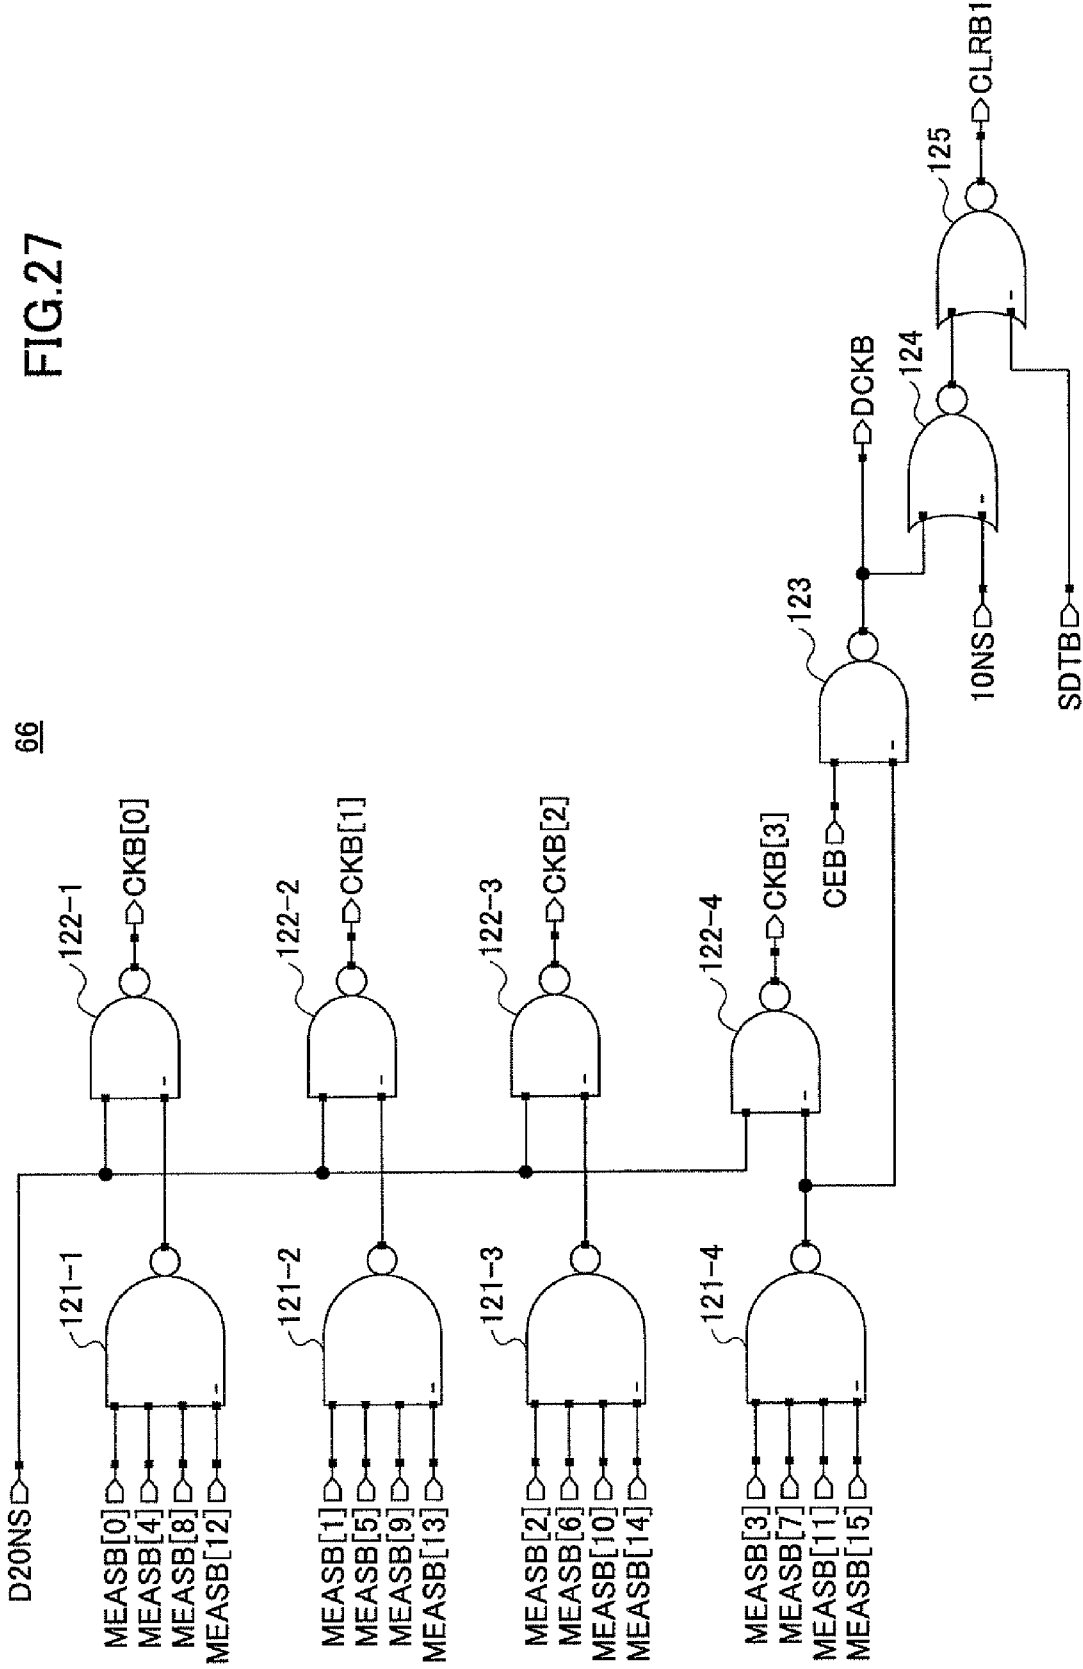 FIG.27
66
D20NS
MEASB[0]
MEASB[4]
MEASB[8]
MEASB[12]
121-1
122-1
CKB[0]
MEASB[1]
MEASB[5]
MEASB[9]
MEASB[13]
121-2
122-2
CKB[1]
MEASB[2]
MEASB[6]
MEASB[10]
MEASB[14]
121-3
122-3
CKB[2]
MEASB[3]
MEASB[7]
MEASB[11]
MEASB[15]
121-4
122-4
CKB[3]
CEB
123
DCKB
10NS
124
SDTB
125
CLRB1